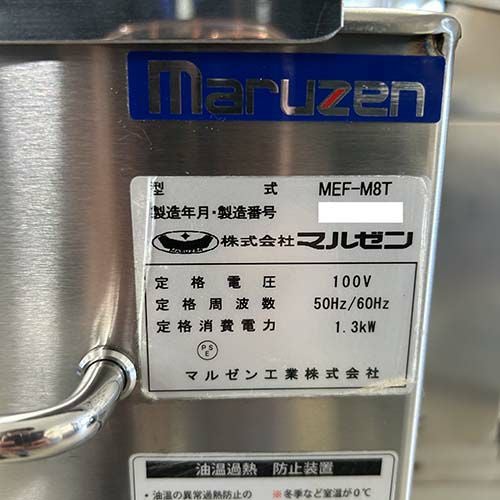 maruzen
型 式 MEF-M8T
製造年月・製造番号
MARUZEN 株式会社 マルゼン
定格電圧 100V
定格周波数 50Hz/60Hz
定格消費電力 1.3kW
PS E
マルゼン工業株式会社
油温過熱 防止装置
・油温の異常過熱防止の ※冬季など室温が0℃